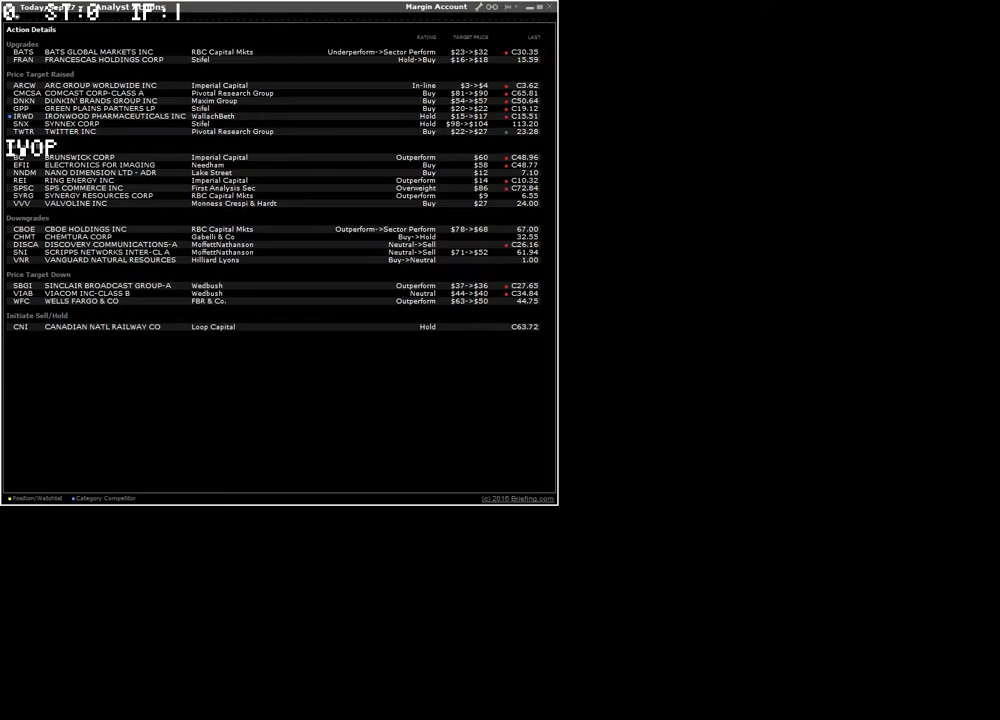 Today Sep 27 - Analyst Actions Margin Account
0. ST:0 IP:
Action Details
RATING TARGET PRICE LAST
Upgrades
BATS BATS GLOBAL MARKETS INC RBC Capital Mkts Underperform->Sector Perform $23->$32 C30.35
FRAN FRANCESCAS HOLDINGS CORP Stifel Hold->Buy $16->$18 15.59
Price Target Raised
ARCW ARC GROUP WORLDWIDE INC Imperial Capital In-line $3->$4 C3.62
CMCSA COMCAST CORP-CLASS A Pivotal Research Group Buy $81->$90 C65.81
DNKN DUNKIN' BRANDS GROUP INC Maxim Group Buy $54->$57 C50.64
GPP GREEN PLAINS PARTNERS LP Stifel Buy $20->$22 C19.12
IRWD IRONWOOD PHARMACEUTICALS INC WallachBeth Hold $15->$17 C15.51
SNX SYNNEX CORP Stifel Hold $98->$104 113.20
TWTR TWITTER INC Pivotal Research Group Buy $22->$27 23.28
IVOP
BC BRUNSWICK CORP Imperial Capital Outperform $60 C48.96
EFII ELECTRONICS FOR IMAGING Needham Buy $58 C48.77
NNDM NANO DIMENSION LTD - ADR Lake Street Buy $12 7.10
REI RING ENERGY INC Imperial Capital Outperform $14 C10.32
SPSC SPS COMMERCE INC First Analysis Sec Overweight $86 C72.84
SYRG SYNERGY RESOURCES CORP RBC Capital Mkts Outperform $9 6.55
VVV VALVOLINE INC Monness Crespi & Hardt Buy $27 24.00
Downgrades
CBOE CBOE HOLDINGS INC RBC Capital Mkts Outperform->Sector Perform $78->$68 67.00
CHMT CHEMTURA CORP Gabelli & Co Buy->Hold 32.55
DISCA DISCOVERY COMMUNICATIONS-A MoffettNathanson Neutral->Sell C26.16
SNI SCRIPPS NETWORKS INTER-CL A MoffettNathanson Neutral->Sell $71->$52 61.94
VNR VANGUARD NATURAL RESOURCES Hilliard Lyons Buy->Neutral 1.00
Price Target Down
SBGI SINCLAIR BROADCAST GROUP-A Wedbush Outperform $37->$36 C27.65
VIAB VIACOM INC-CLASS B Wedbush Neutral $44->$40 C34.84
WFC WELLS FARGO & CO FBR & Co. Outperform $63->$50 44.75
Initiate Sell/Hold
CNI CANADIAN NATL RAILWAY CO Loop Capital Hold C63.72
Position/Watchlist Category Competitor (c) 2016 Briefing.com